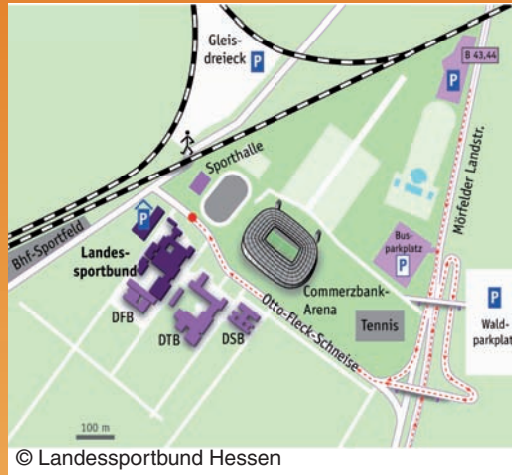 Gleis-
dreieck P
P
B 43,44
Sporthalle
Mörfelder Landstr.
P
Bhf-Sportfeld
Landes-
sportbund
Bus-
parkplatz
P
Commerzbank-
Arena
P
Wald-
parkplat
Tennis
DFB
DTB
DSB
Otto-Fleck-Schneise
100 m
© Landessportbund Hessen